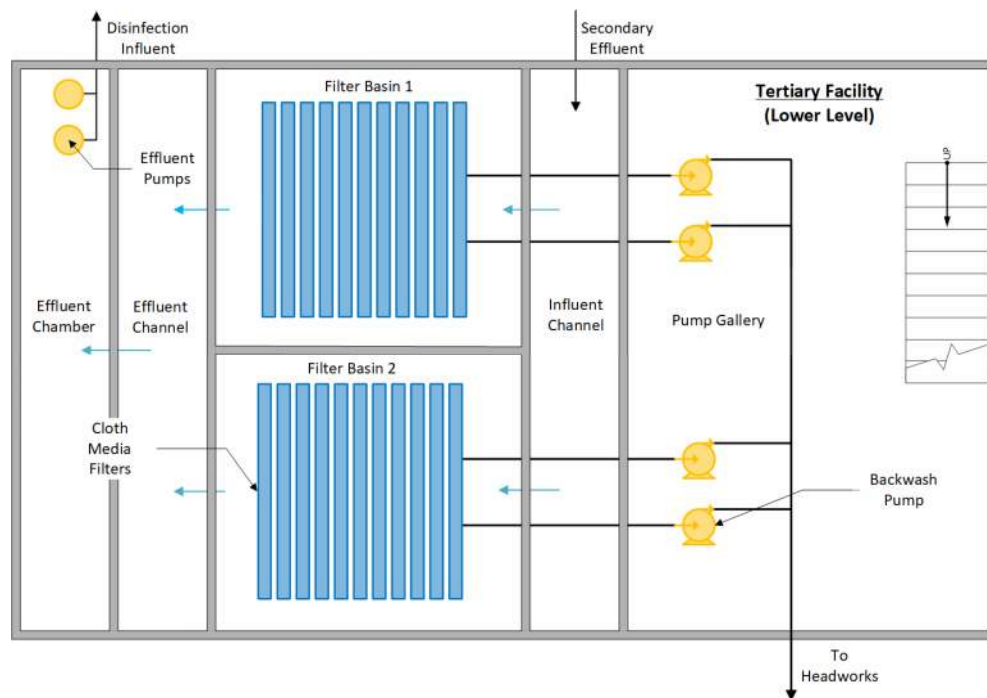 Disinfection
Influent
Secondary
Effluent
Filter Basin 1
Tertiary Facility
(Lower Level)
UP
Effluent
Pumps
Effluent
Chamber
Effluent
Channel
Influent
Channel
Pump Gallery
Filter Basin 2
Cloth
Media
Filters
Backwash
Pump
To
Headworks